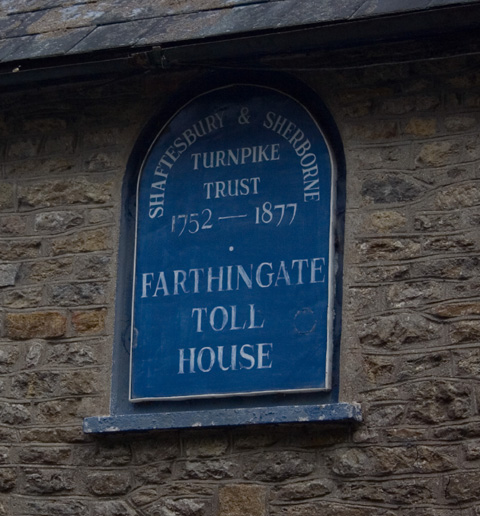 SHAFTESBURY & SHERBORNE
TURNPIKE
TRUST
1752 — 1877
•
FARTHINGATE
TOLL
HOUSE